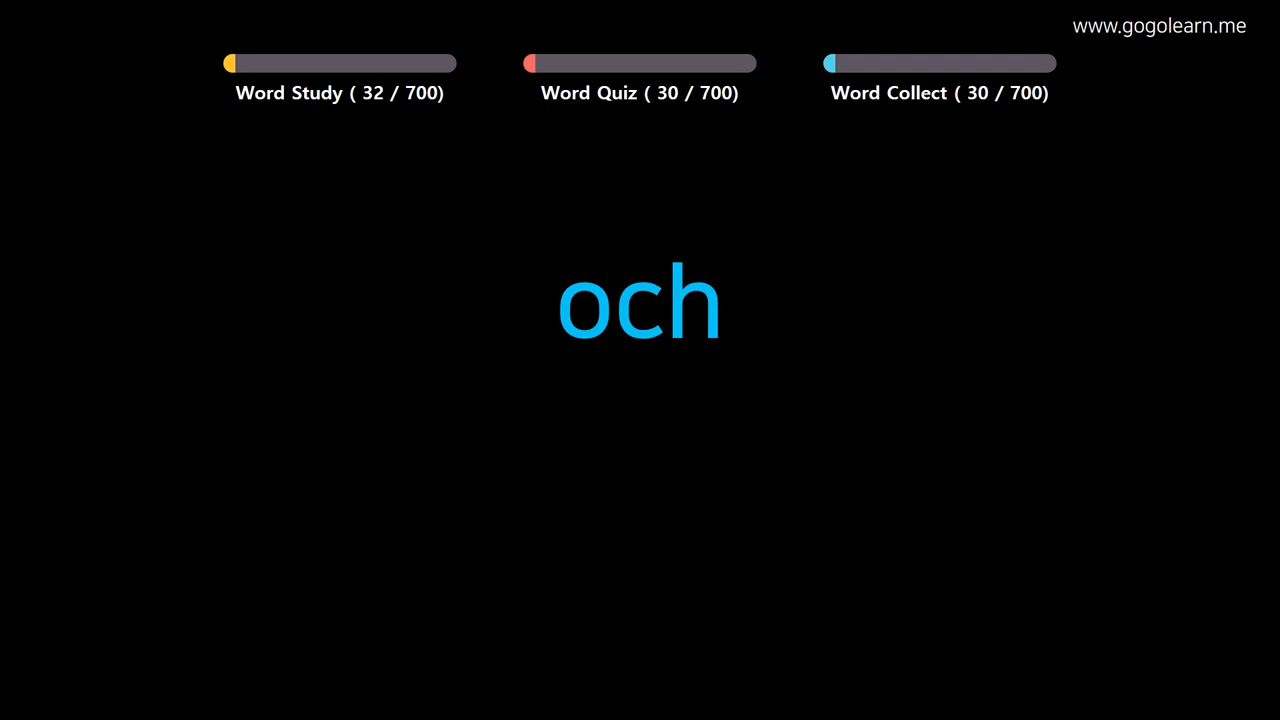 www.gogolearn.me
Word Study ( 32 / 700)
Word Quiz ( 30 / 700)
Word Collect ( 30 / 700)
och